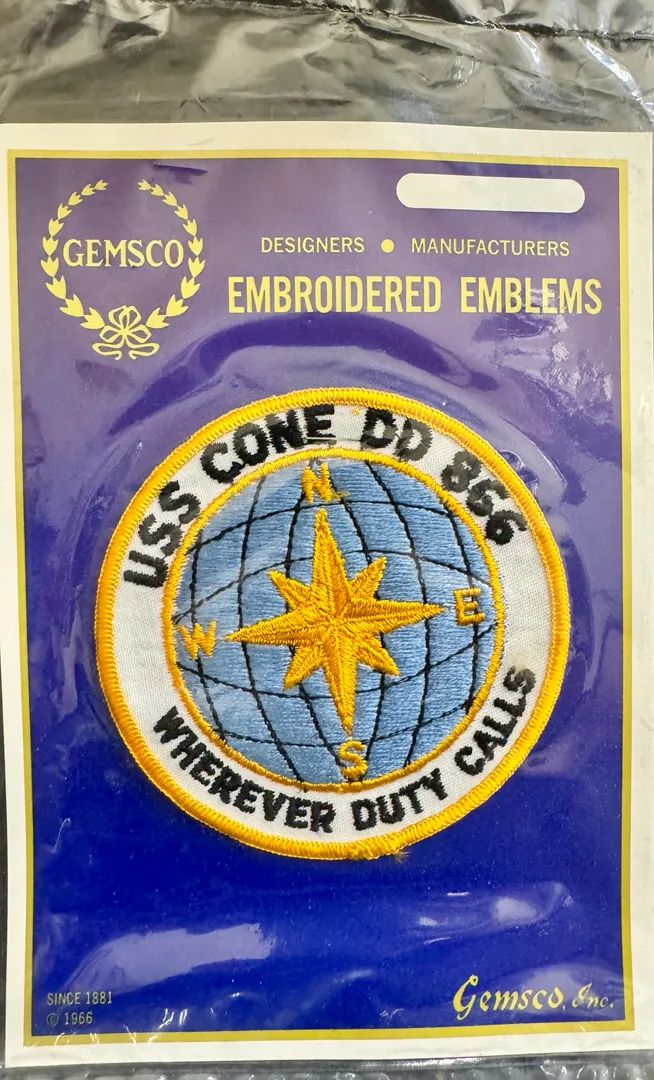 GEMSCO
DESIGNERS ● MANUFACTURERS
EMBROIDERED EMBLEMS
USS CONE DD 866
N
W
E
S
WHEREVER DUTY CALLS
SINCE 1881
© 1966
Gemsco, Inc.